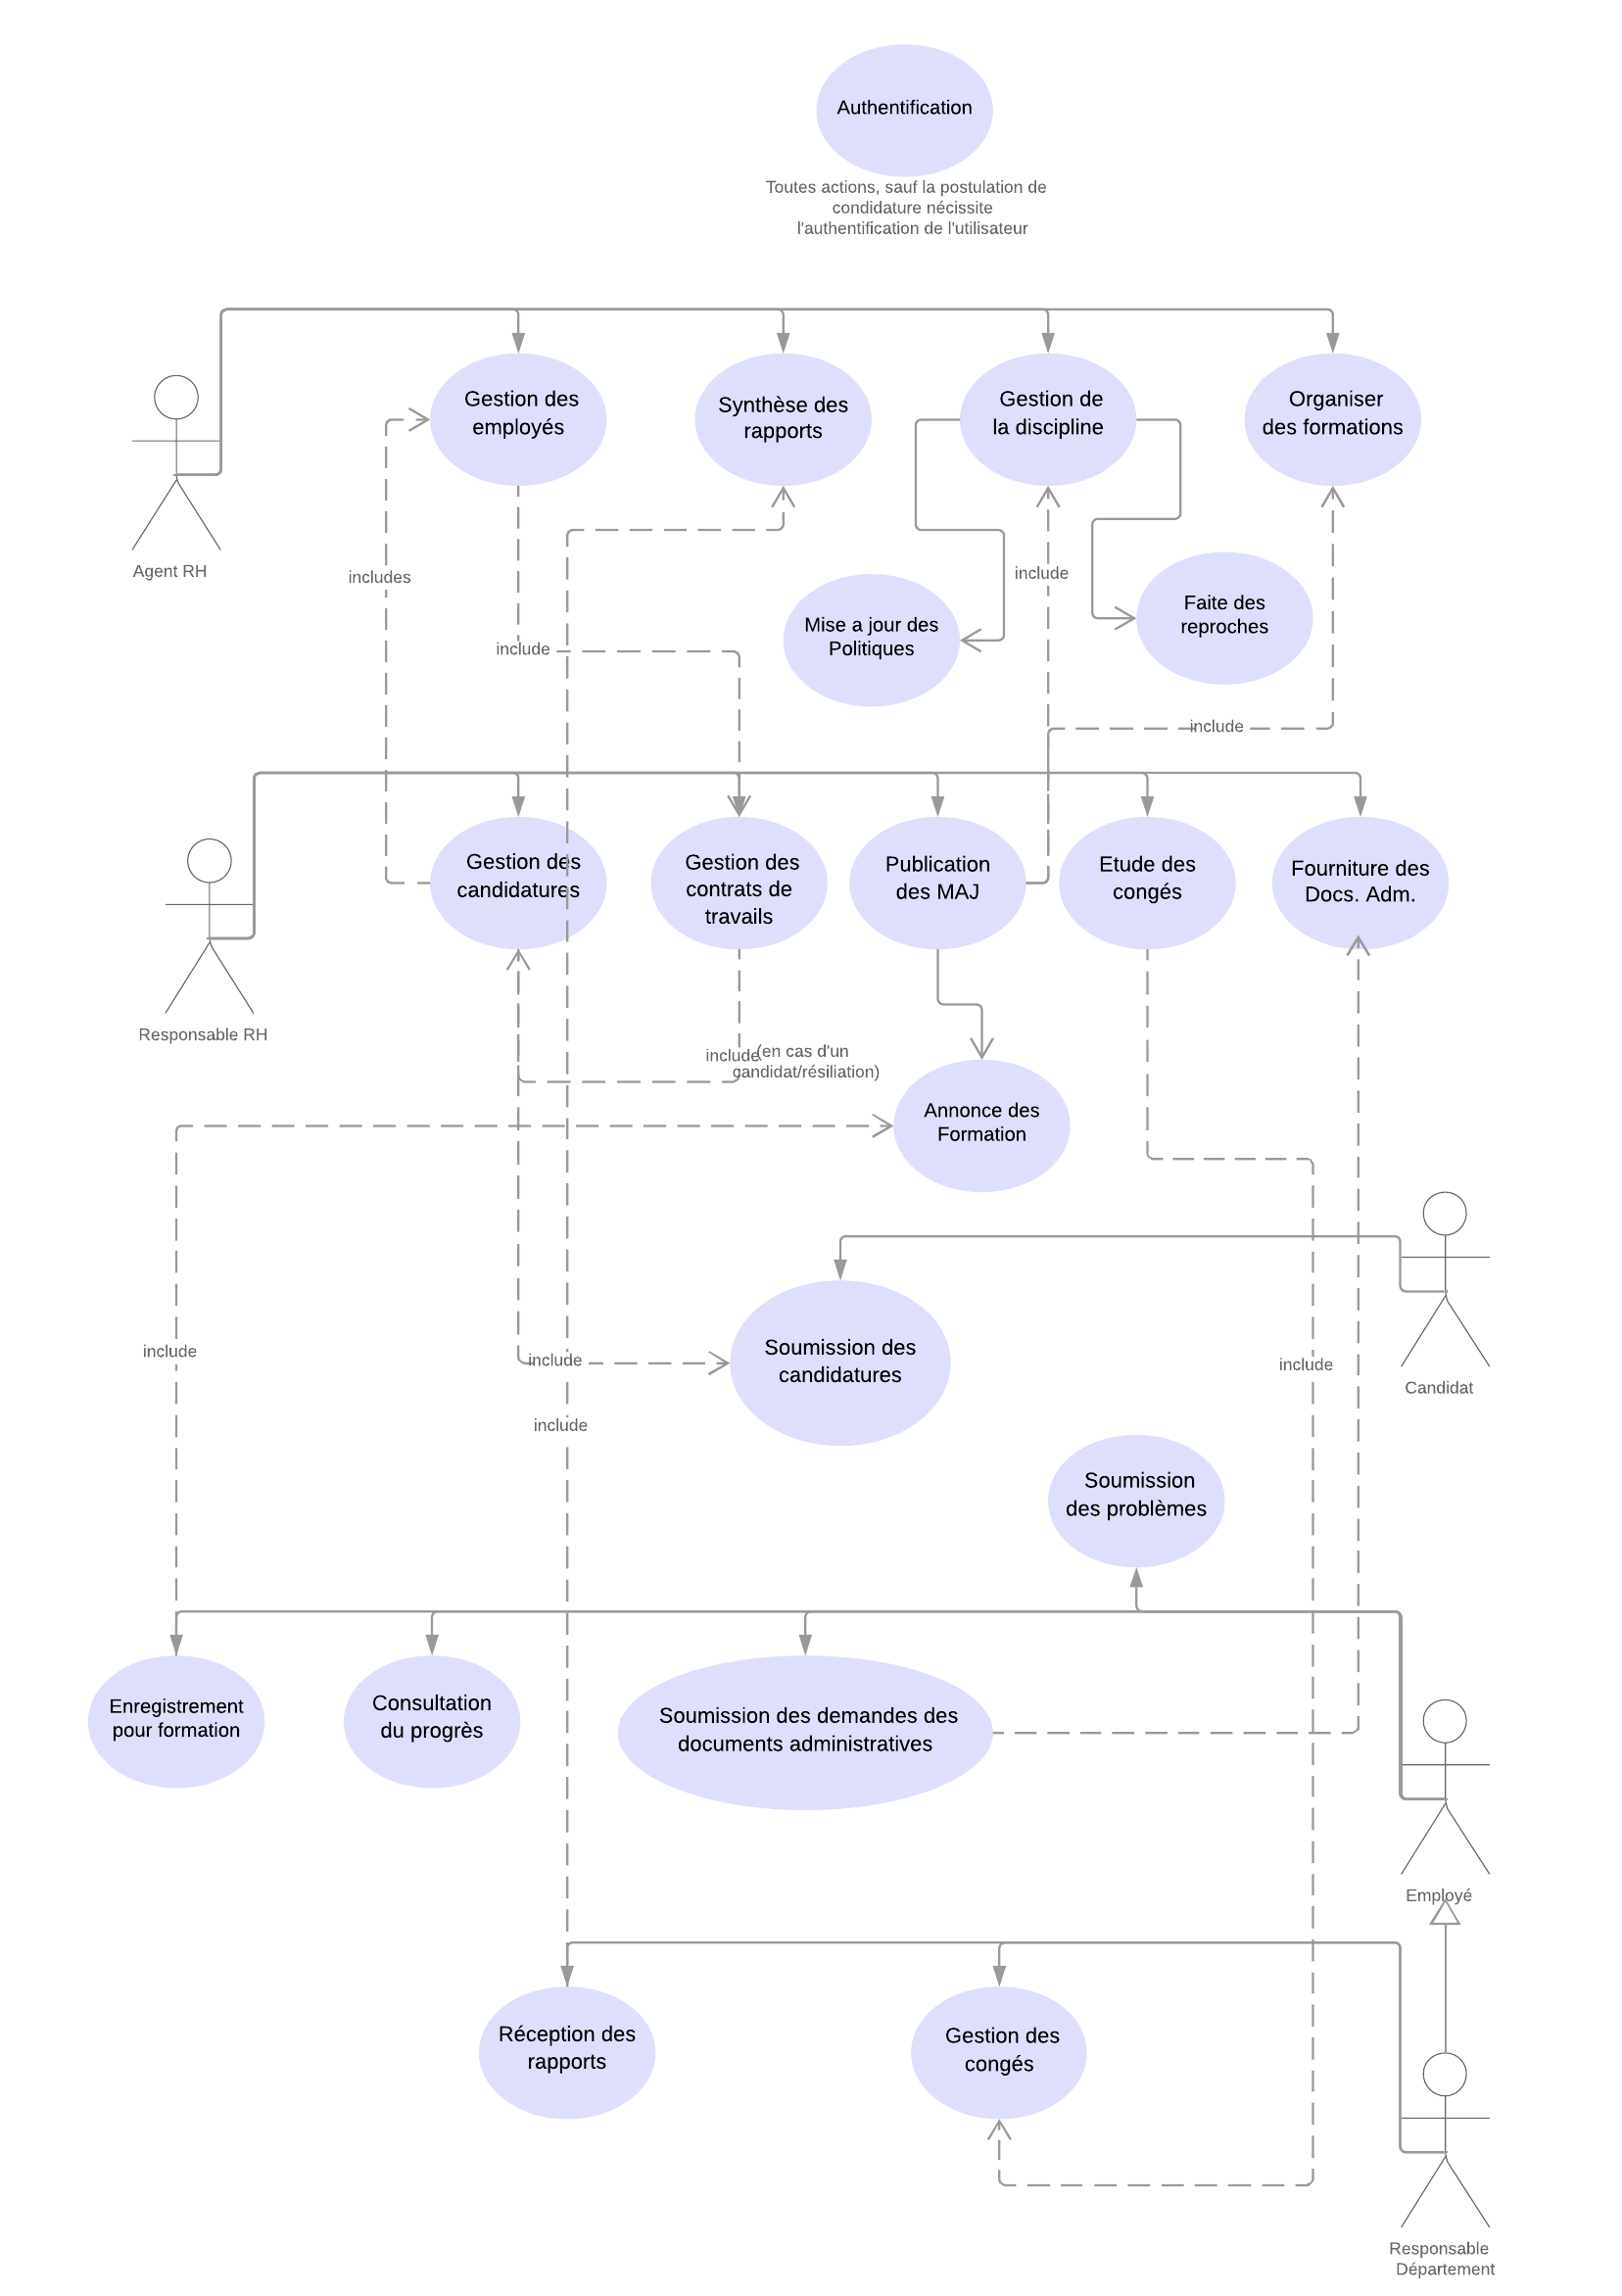 Authentification
Toutes actions, sauf la postulation de
condidature nécissite
l'authentification de l'utilisateur
Gestion des
employés
Synthèse des
rapports
Gestion de
la discipline
Organiser
des formations
Agent RH
includes
include
Mise a jour des
Politiques
Faite des
reproches
include
include
Gestion des
candidatures
Gestion des
contrats de
travails
Publication
des MAJ
Etude des
congés
Fourniture des
Docs. Adm.
Responsable RH
include
(en cas d'un
candidat/résiliation)
Annonce des
Formation
include
Soumission des
candidatures
include
include
Candidat
include
Soumission
des problèmes
Enregistrement
pour formation
Consultation
du progrès
Soumission des demandes des
documents administratives
Employé
Réception des
rapports
Gestion des
congés
Responsable
Département